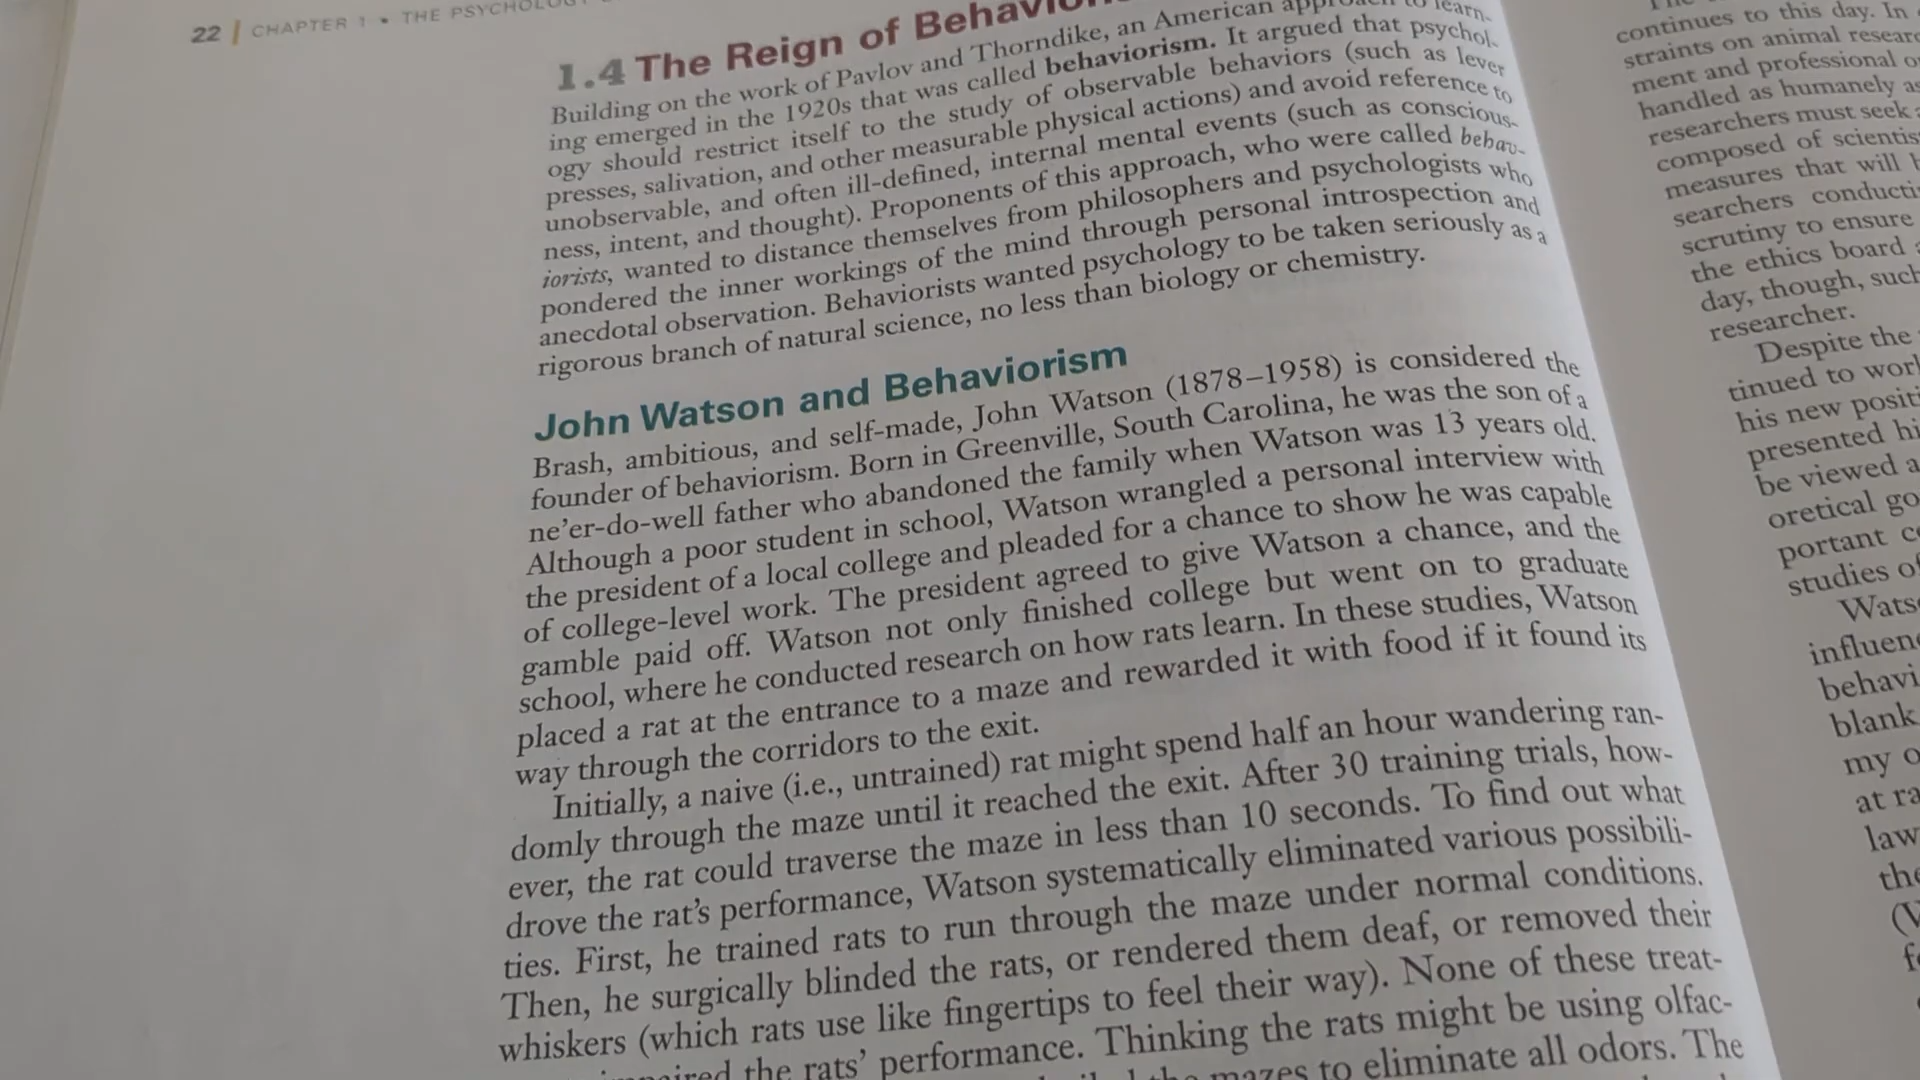 22 | CHAPTER 1 • THE PSYCHOLOGY
1.4 The Reign of
Building on the work of Pavlov and Thorndike, an American approach to learn-
ing emerged in the 1920s that was called behaviorism. It argued that psychol-
ogy should restrict itself to the study of observable behaviors (such as lever
presses, salivation, and other measurable physical actions) and avoid reference to
unobservable, and often ill-defined, internal mental events (such as conscious-
ness, intent, and thought). Proponents of this approach, who were called behav-
iorists, wanted to distance themselves from philosophers and psychologists who
pondered the inner workings of the mind through personal introspection and
anecdotal observation. Behaviorists wanted psychology to be taken seriously as a
rigorous branch of natural science, no less than biology or chemistry.
John Watson and Behaviorism
Brash, ambitious, and self-made, John Watson (1878–1958) is considered the
founder of behaviorism. Born in Greenville, South Carolina, he was the son of a
ne'er-do-well father who abandoned the family when Watson was 13 years old.
Although a poor student in school, Watson wrangled a personal interview with
the president of a local college and pleaded for a chance to show he was capable
of college-level work. The president agreed to give Watson a chance, and the
gamble paid off. Watson not only finished college but went on to graduate
school, where he conducted research on how rats learn. In these studies, Watson
placed a rat at the entrance to a maze and rewarded it with food if it found its
way through the corridors to the exit.
Initially, a naive (i.e., untrained) rat might spend half an hour wandering ran-
domly through the maze until it reached the exit. After 30 training trials, how-
ever, the rat could traverse the maze in less than 10 seconds. To find out what
drove the rat's performance, Watson systematically eliminated various possibili-
ties. First, he trained rats to run through the maze under normal conditions.
Then, he surgically blinded the rats, or rendered them deaf, or removed their
whiskers (which rats use like fingertips to feel their way). None of these treat-
the rats' performance. Thinking the rats might be using olfac-
mazes to eliminate all odors. The
continues to this day. In
straints on animal
ment and professional
handled as humanely
researchers must seek
composed of
measures that will
searchers
scrutiny to ensure
the ethics board
day, though, such
researcher.
Despite the
tinued to
his new
presented
be viewed
oretical
portant
studies of

blank
my
at
law
the